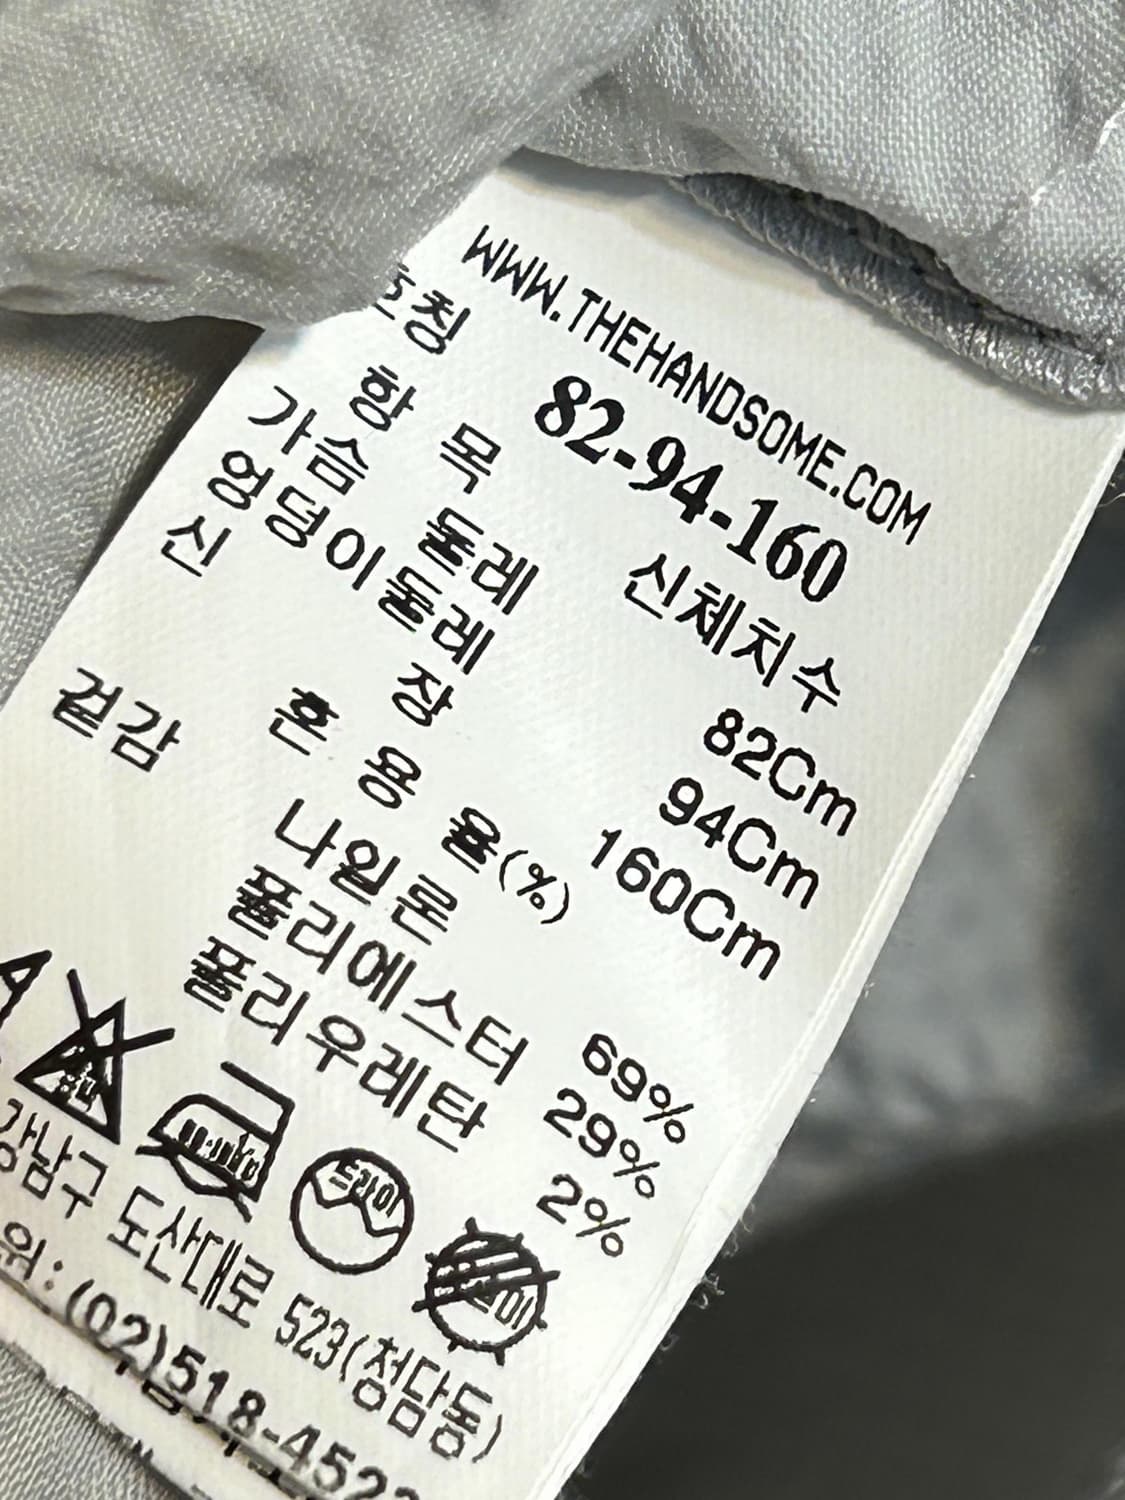 WWW.THEHANDSOME.COM
호칭 82-94-160
항 목 신체치수
가슴 둘레 82Cm
엉덩이둘레 94Cm
신 장 160Cm
혼 용 율(%)
겉감 나일론 69%
폴리에스터 29%
폴리우레탄 2%
드라이
강남구 도산대로 523(청담동)
원:(02)518-452